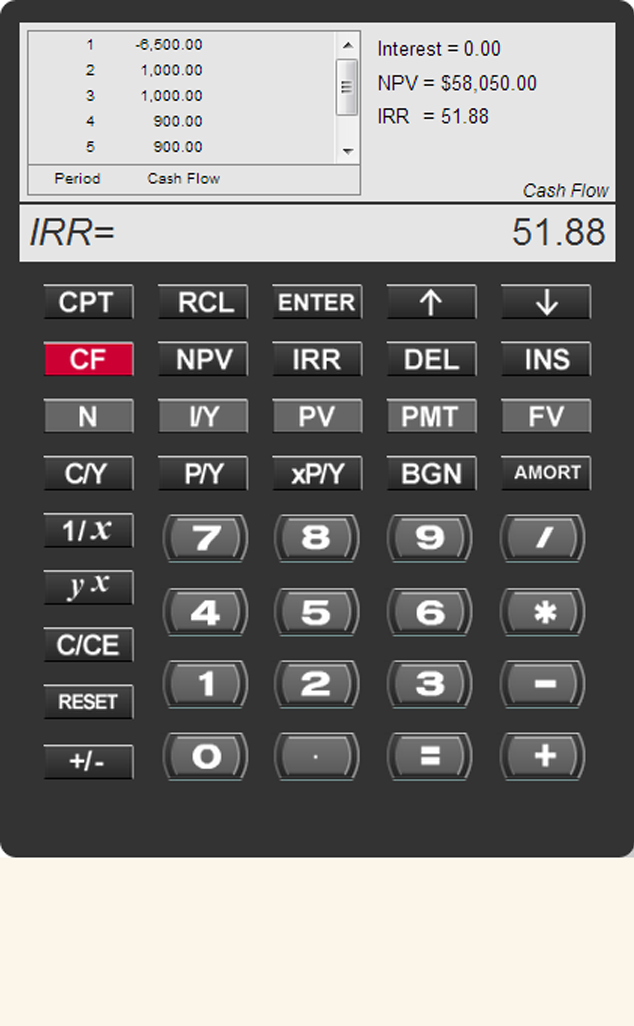 1 -6,500.00
2 1,000.00
3 1,000.00
4 900.00
5 900.00
Period Cash Flow
Interest = 0.00
NPV = $58,050.00
IRR = 51.88
Cash Flow
IRR= 51.88
CPT RCL ENTER ↑ ↓
CF NPV IRR DEL INS
N I/Y PV PMT FV
C/Y P/Y xP/Y BGN AMORT
1/x 7 8 9 /
y x 4 5 6 *
C/CE 1 2 3 -
RESET 0 . = +
+/-